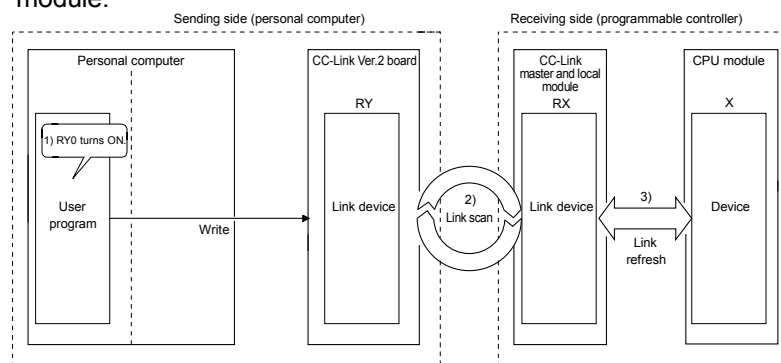 module.
Sending side (personal computer)
Receiving side (programmable controller)
Personal computer
CC-Link Ver.2 board
CC-Link
master and local
module
CPU module
RY
RX
X
1) RY0 turns ON.
User
program
Write
Link device
2)
Link scan
Link device
3)
Link
refresh
Device